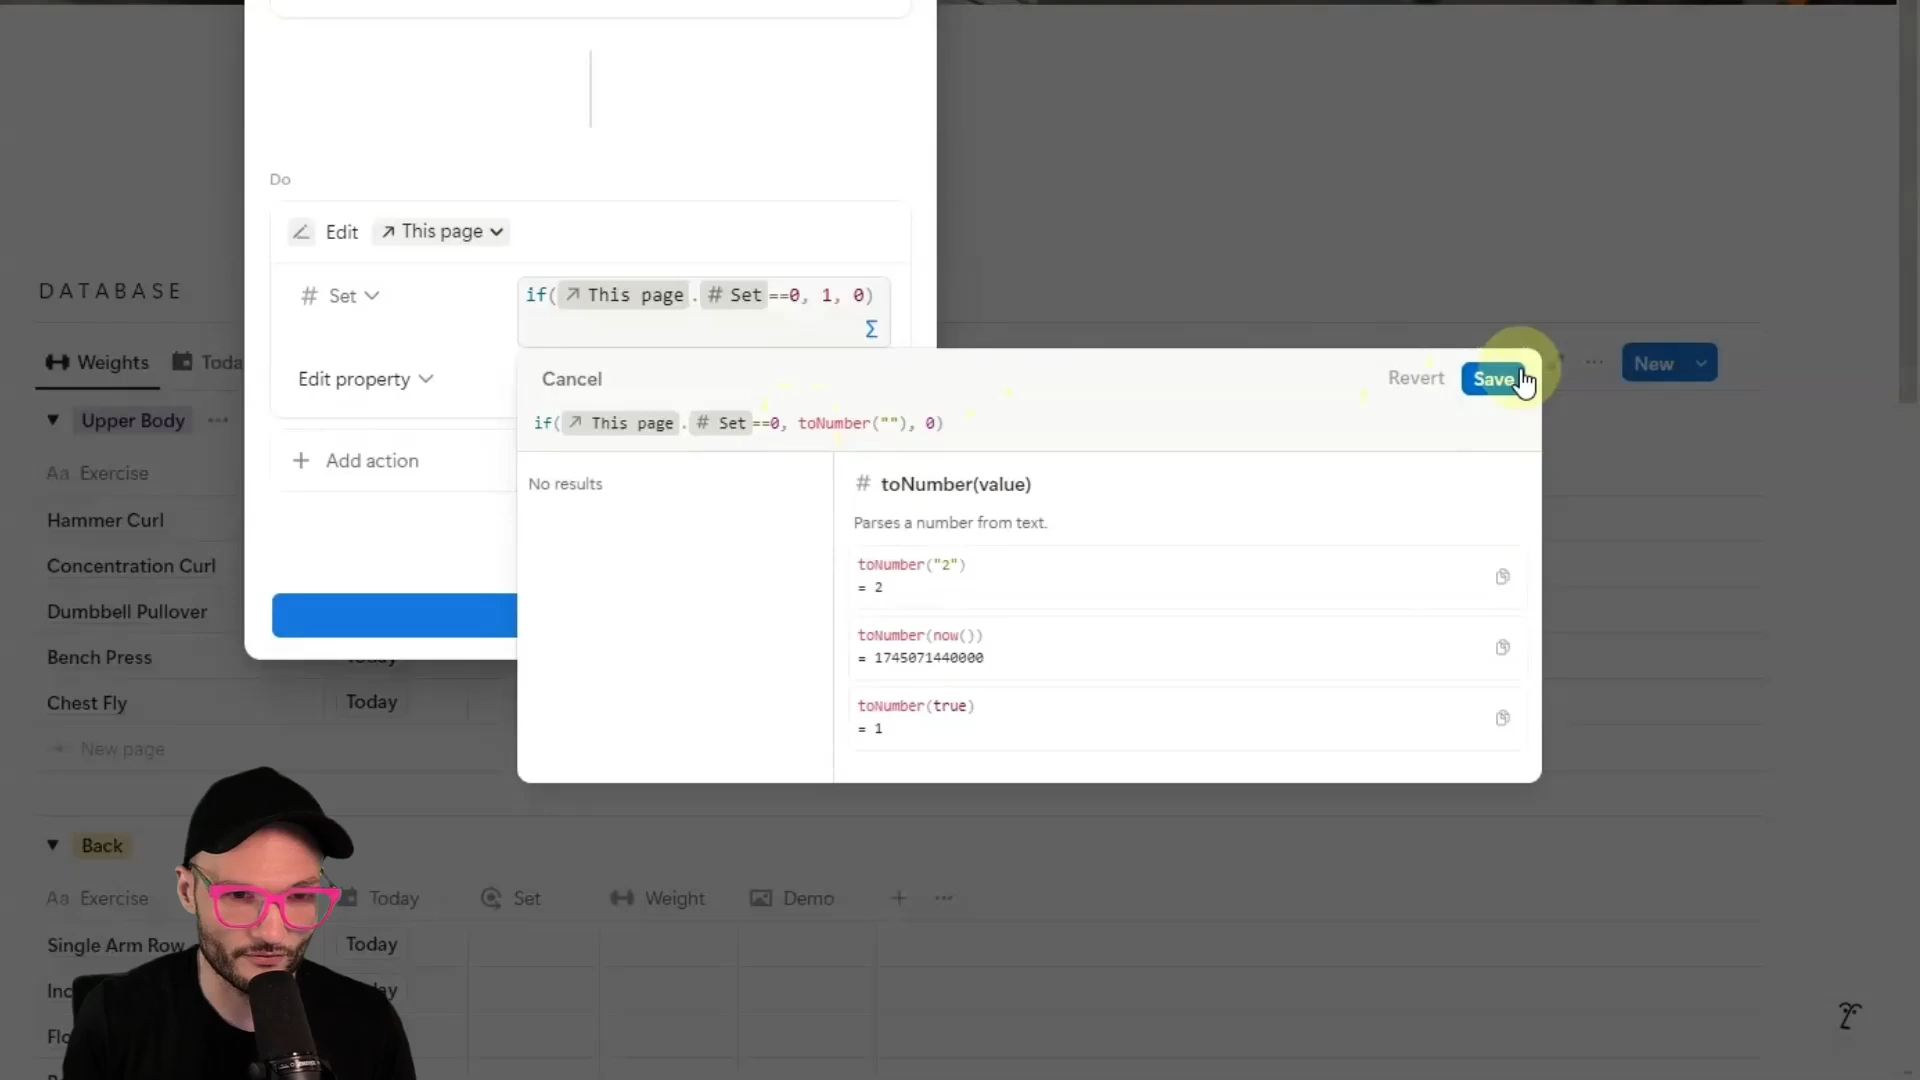 Do
Edit This page
Set if( This page . # Set ==0, 1, 0)
Σ
Edit property
Add action
DATABASE
Weights
New
Upper Body
Aa Exercise
Hammer Curl
Concentration Curl
Dumbbell Pullover
Bench Press
Chest Fly Today
New page
Cancel Revert Save
if( This page . # Set ==0, toNumber(""), 0)
No results
# toNumber(value)
Parses a number from text.
toNumber("2")
= 2
toNumber(now())
= 1745071440000
toNumber(true)
= 1
Back
Aa Exercise Today Set Weight Demo
Single Arm Row Today